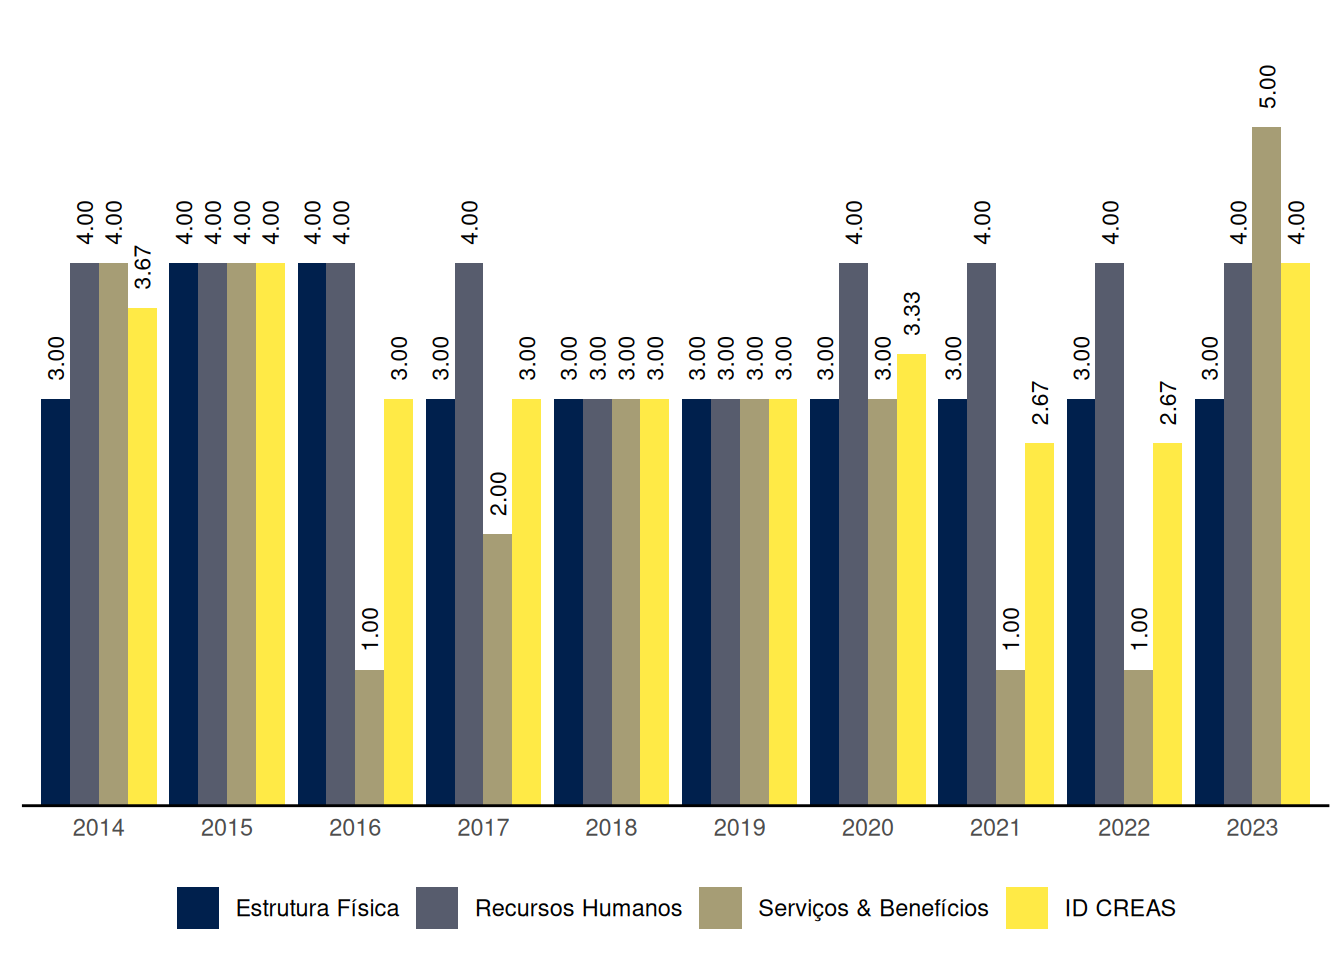 5.00
4.00 4.00 4.00 4.00 4.00 4.00 4.00 4.00 4.00 4.00 4.00 4.00 4.00 4.00
3.67
3.33
3.00 3.00 3.00 3.00 3.00 3.00 3.00 3.00 3.00 3.00 3.00 3.00 3.00 3.00 3.00 3.00 3.00
2.67 2.67
2.00
1.00 1.00 1.00
2014 2015 2016 2017 2018 2019 2020 2021 2022 2023
Estrutura Física Recursos Humanos Serviços & Benefícios ID CREAS